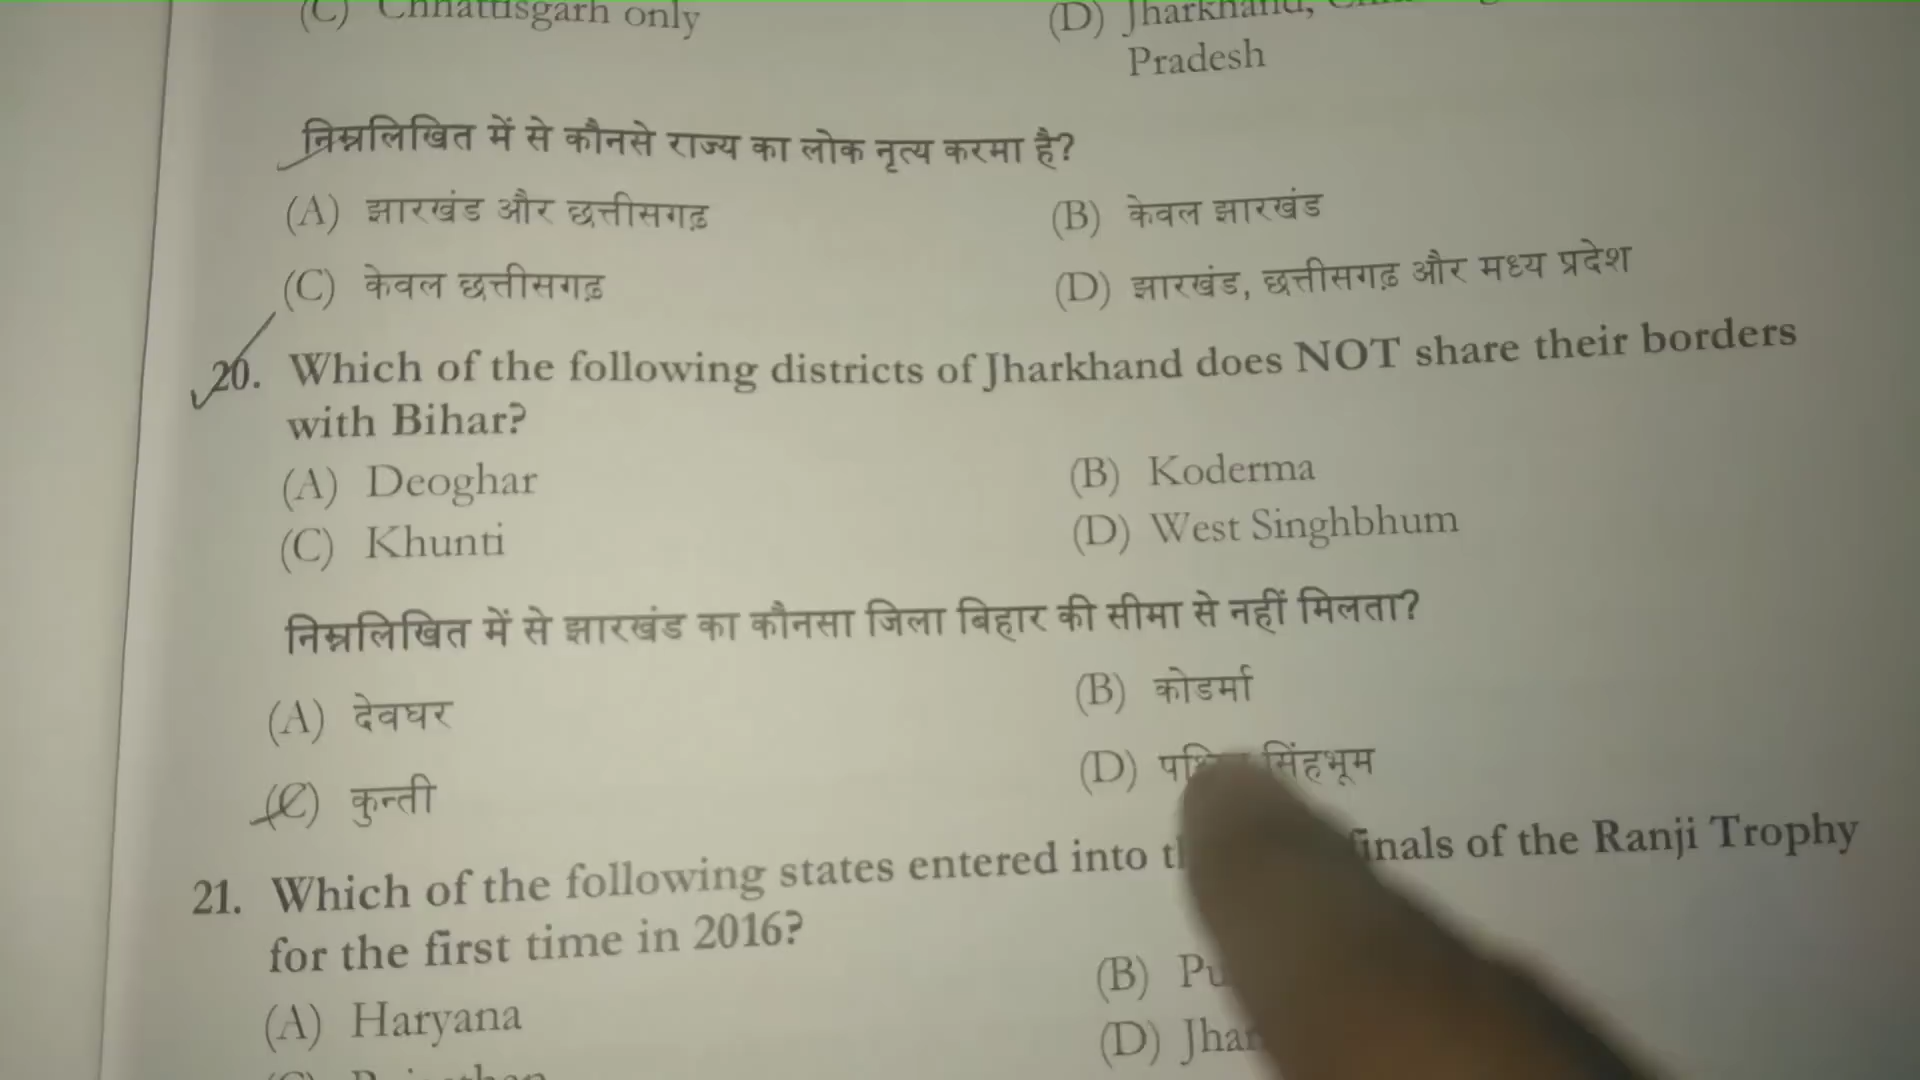 (C) Chhattisgarh only
(D) Jharkhand,
Pradesh
निम्नलिखित में से कौनसे राज्य का लोक नृत्य करमा है?
(A) झारखंड और छत्तीसगढ़
(B) केवल झारखंड
(C) केवल छत्तीसगढ़
(D) झारखंड, छत्तीसगढ़ और मध्य प्रदेश
20. Which of the following districts of Jharkhand does NOT share their borders
with Bihar?
(A) Deoghar
(B) Koderma
(C) Khunti
(D) West Singhbhum
निम्नलिखित में से झारखंड का कौनसा जिला बिहार की सीमा से नहीं मिलता?
(A) देवघर
(B) कोडर्मा
(C) कुन्ती
(D) सिंहभूम
21. Which of the following states entered into of the Ranji Trophy
for the first time in 2016?
(A) Haryana
(B)
(D)